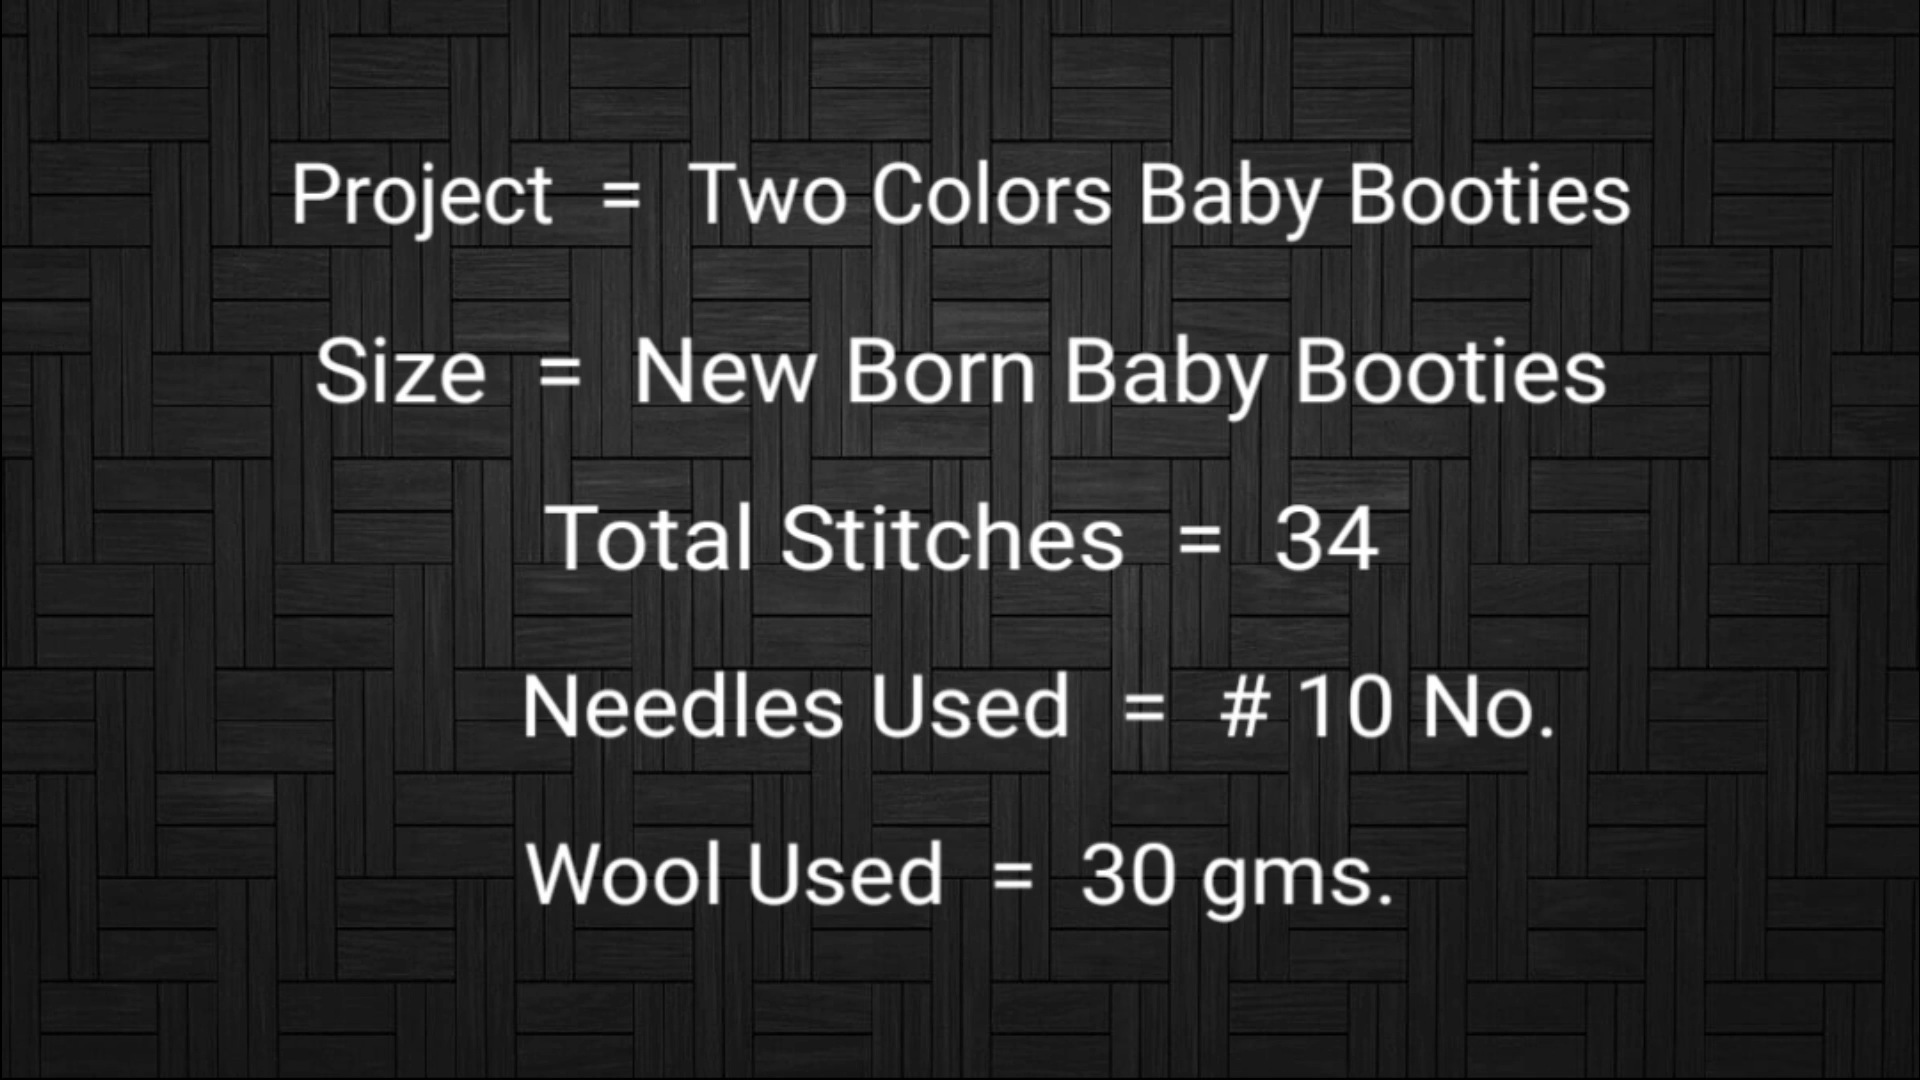 Project = Two Colors Baby Booties
Size = New Born Baby Booties
Total Stitches = 34
Needles Used = # 10 No.
Wool Used = 30 gms.